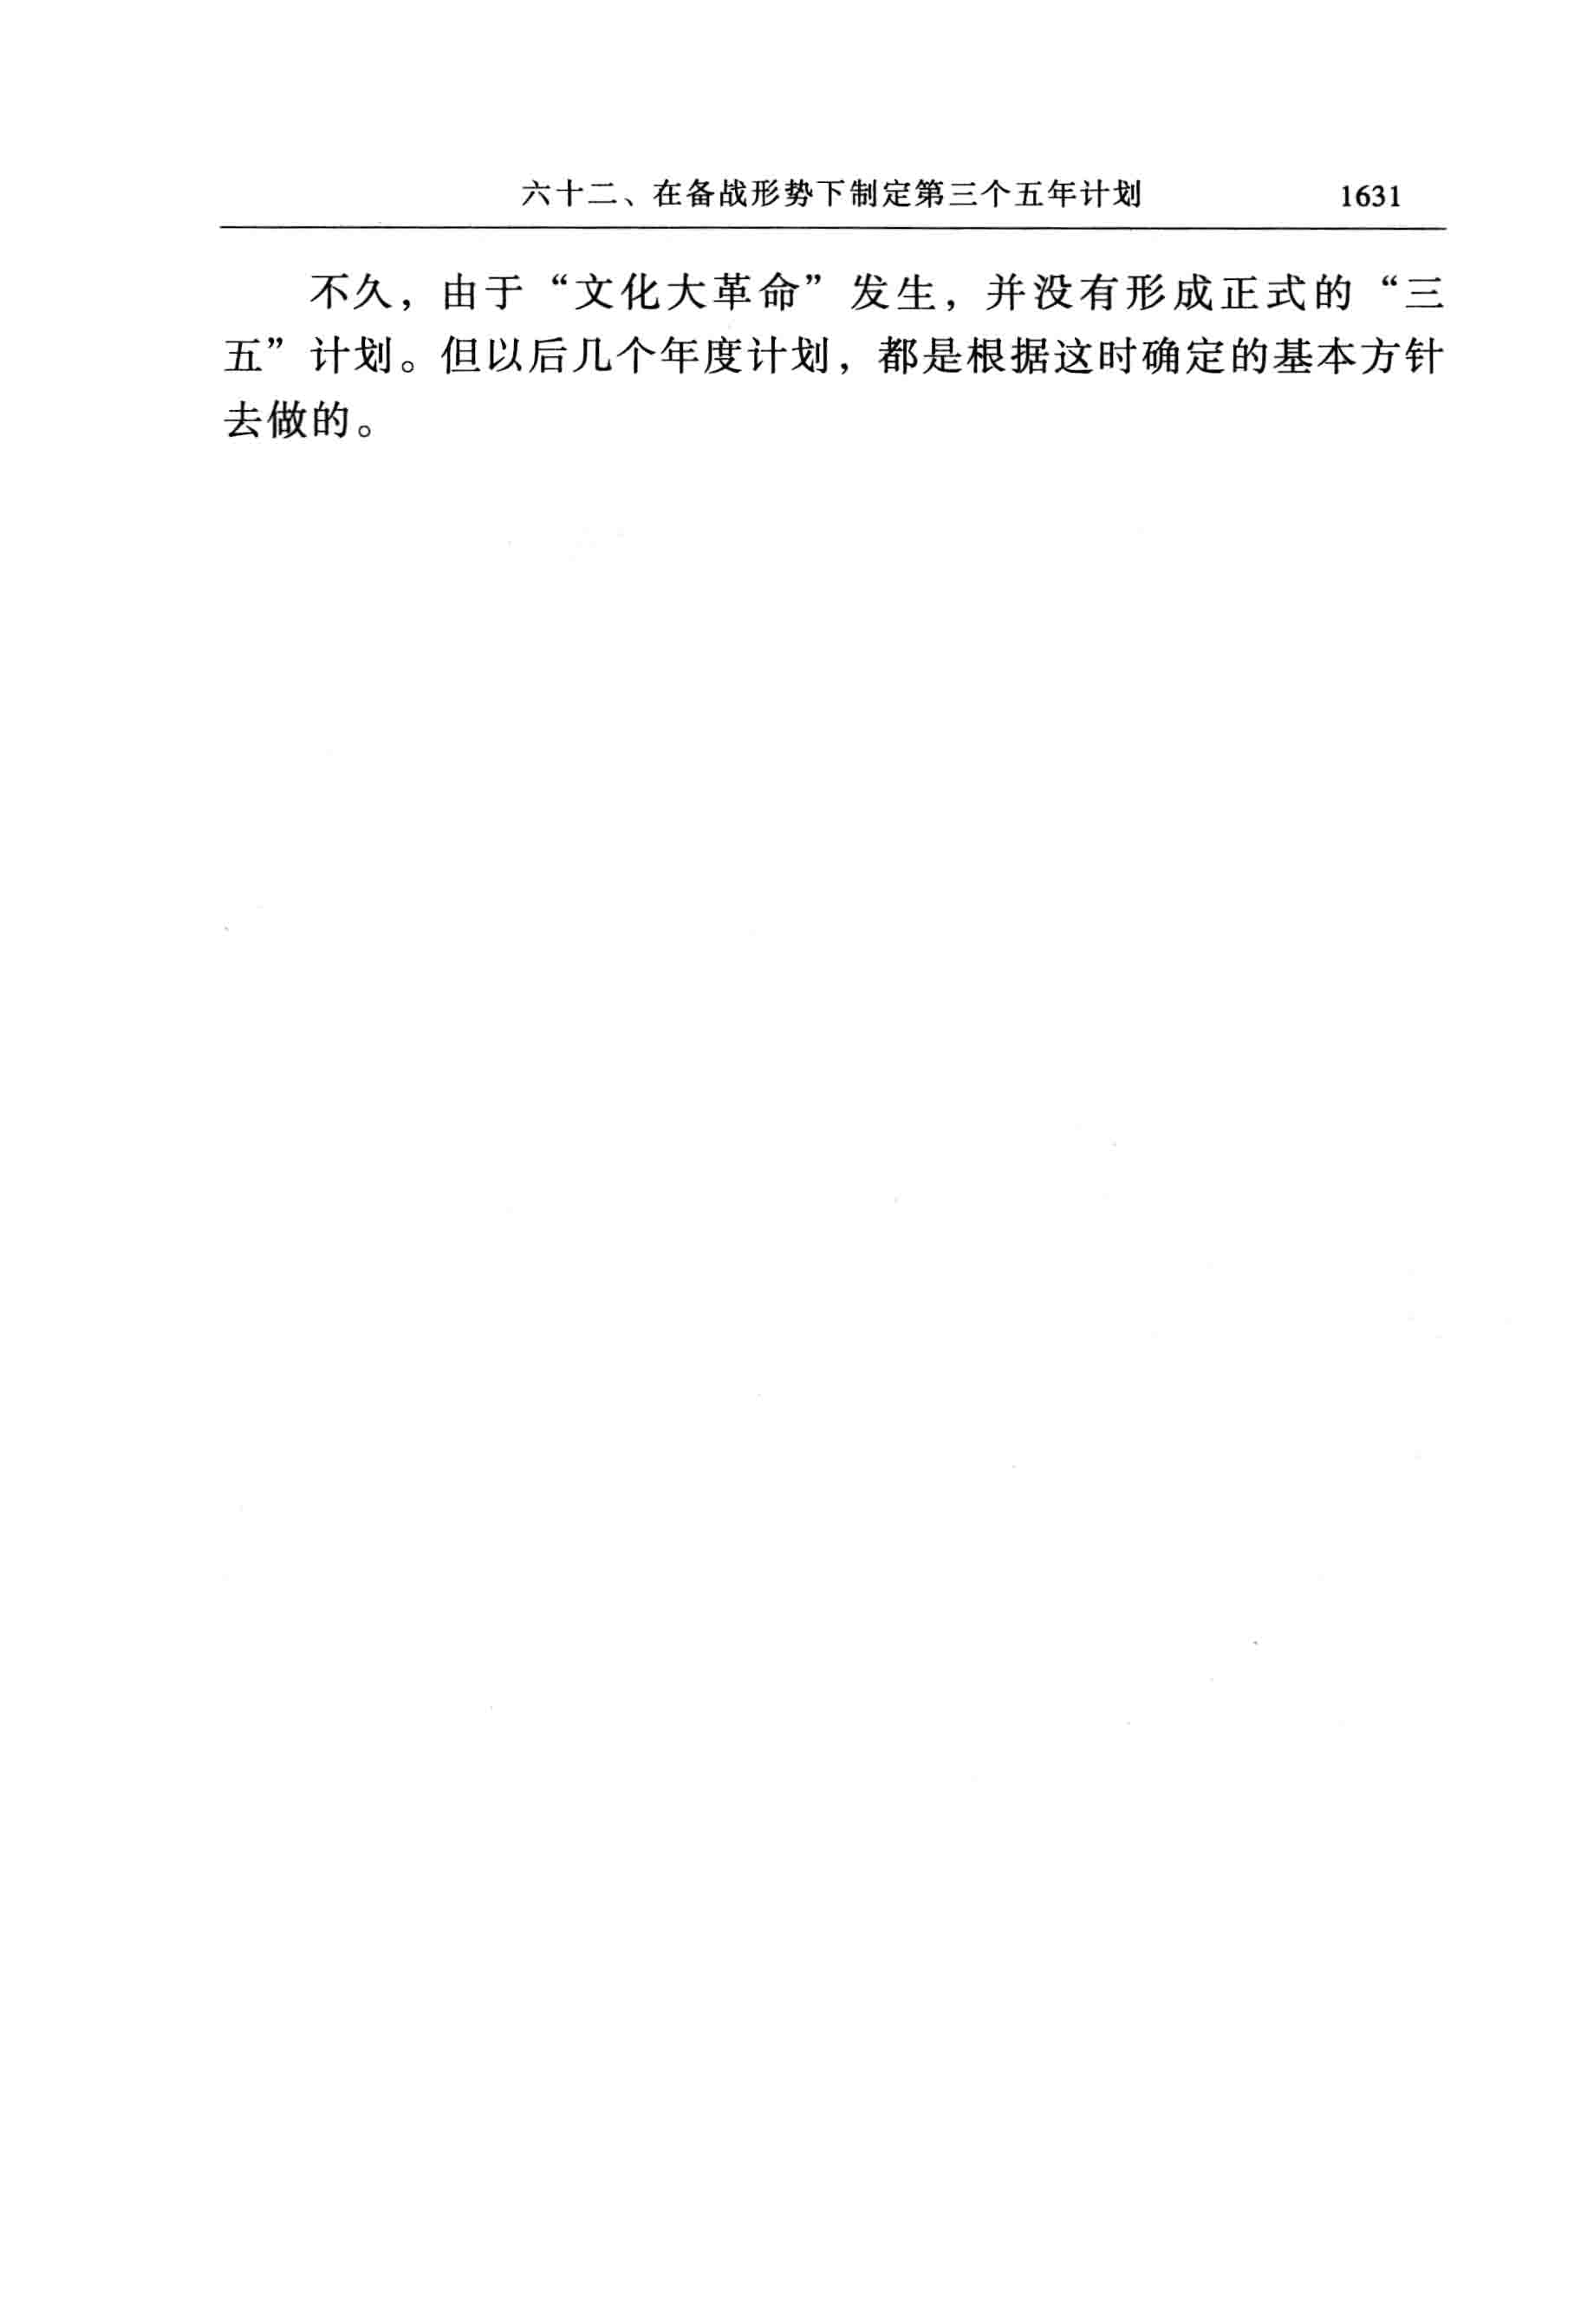 六十二、在备战形势下制定第三个五年计划 1631
不久，由于“文化大革命”发生，并没有形成正式的“三
五”计划。但以后几个年度计划，都是根据这时确定的基本方针
去做的。